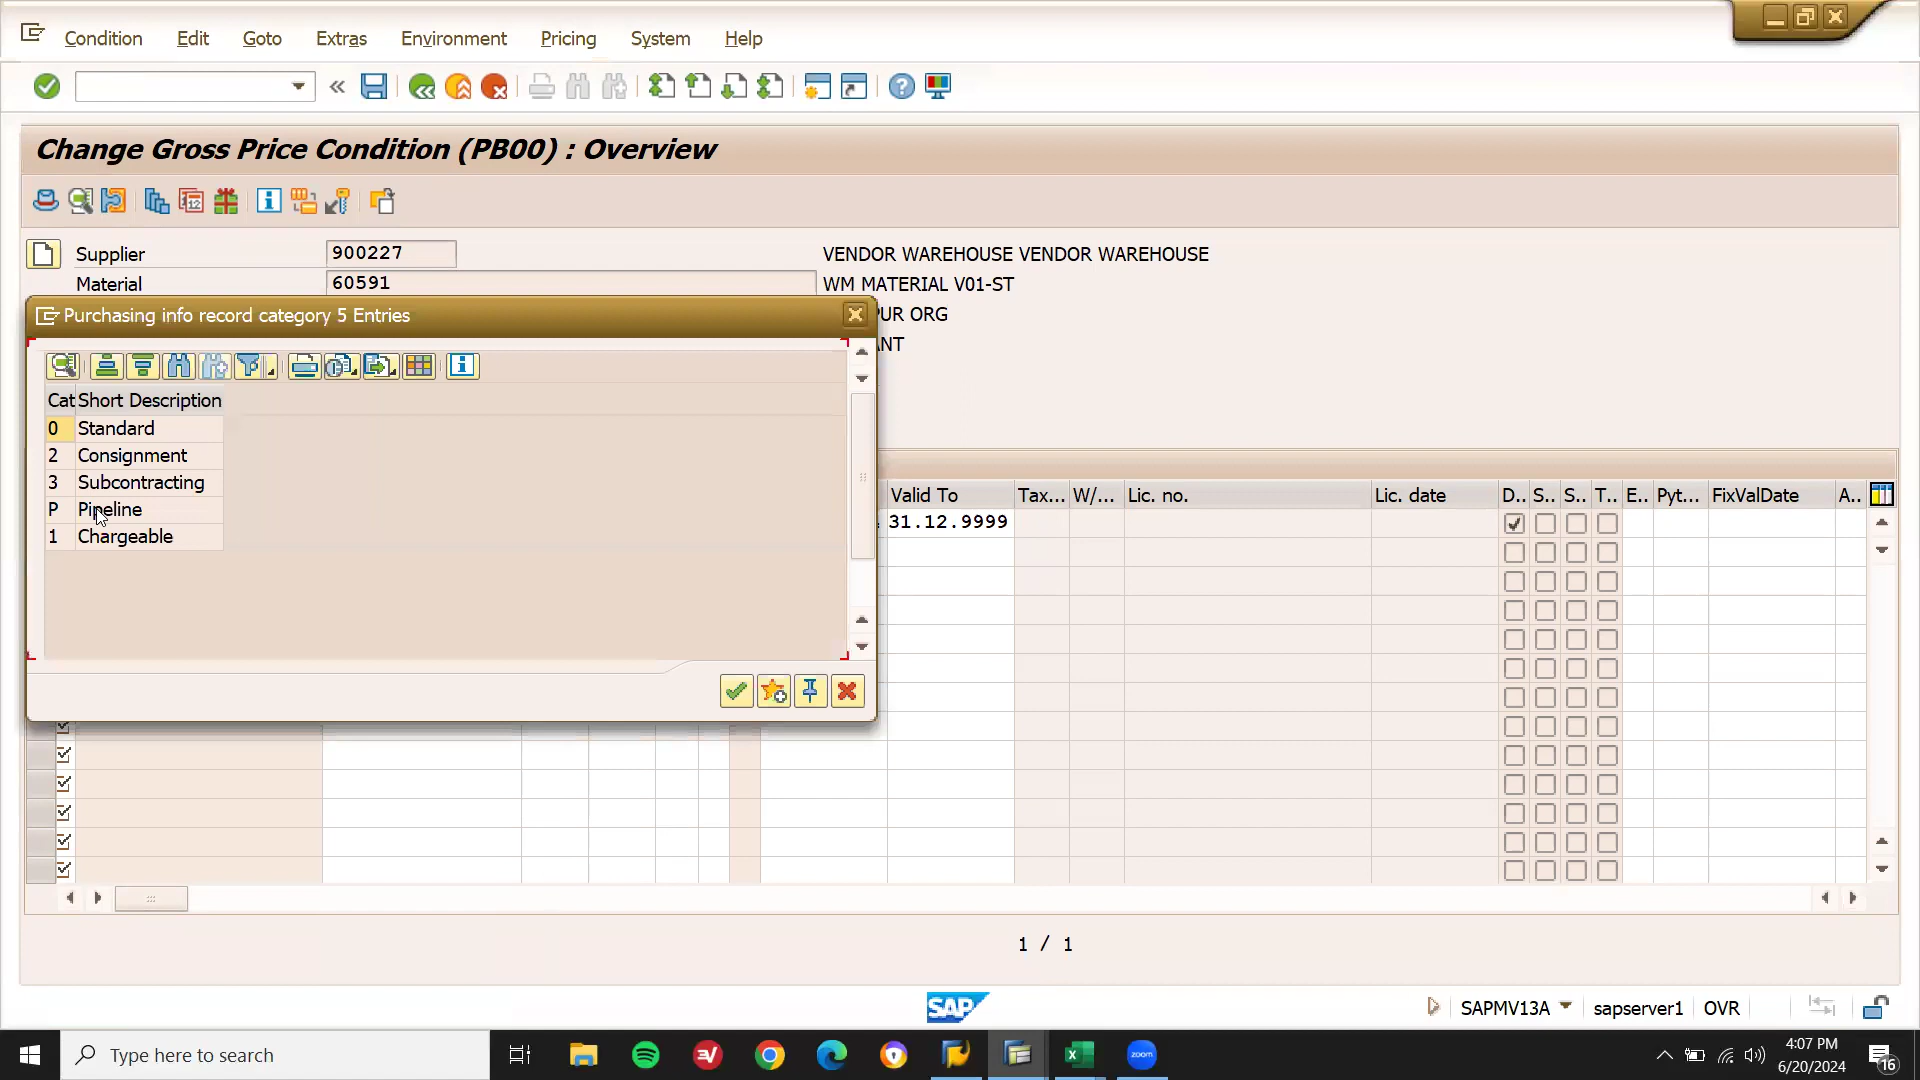 Condition Edit Goto Extras Environment Pricing System Help
Change Gross Price Condition (PB00) : Overview
Supplier 900227 VENDOR WAREHOUSE VENDOR WAREHOUSE
Material 60591 WM MATERIAL V01-ST
PUR ORG
Purchasing info record category 5 Entries
Cat Short Description
0 Standard
2 Consignment
3 Subcontracting
P Pipeline
1 Chargeable
Valid To Tax... W/... Lic. no. Lic. date D.. S.. S.. T.. E.. Pyt... FixValDate A..
31.12.9999
1 / 1
SAP
SAPMV13A sapserver1 OVR
Type here to search
zoom
4:07 PM
6/20/2024
16